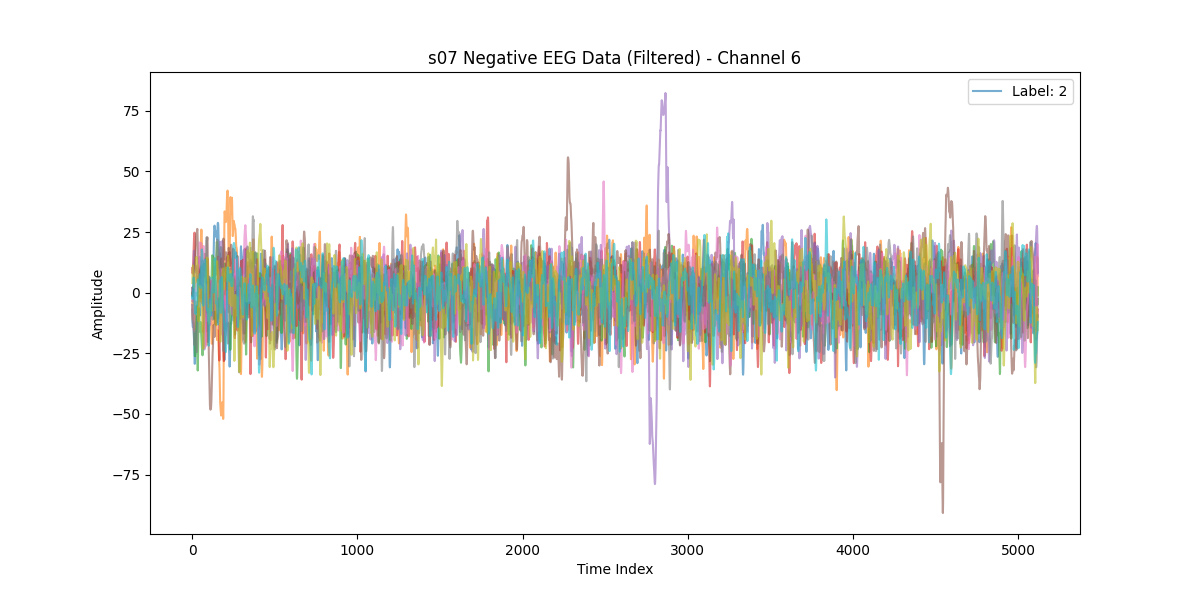 s07 Negative EEG Data (Filtered) - Channel 6
Label: 2
75
50
25
0
−25
−50
−75
Amplitude
0 1000 2000 3000 4000 5000
Time Index